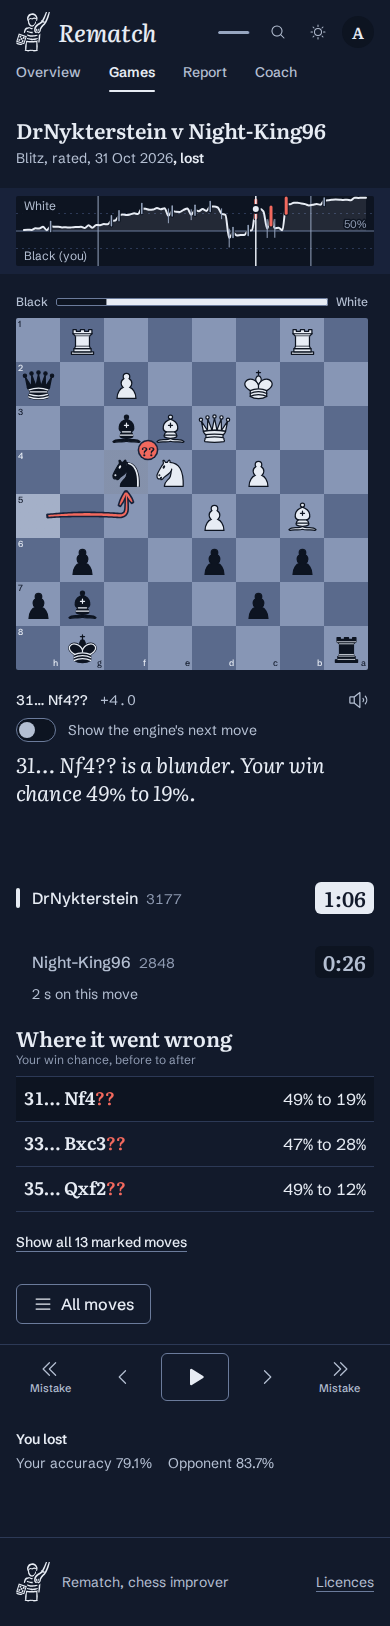 Rematch
A
Overview Games Report Coach
DrNykterstein v Night-King96
Blitz, rated, 31 Oct 2026, lost
White
50%
Black (you)
Black White
1
2
3
4
??
5
6
7
8 h g f e d c b a
31... Nf4?? +4.0
Show the engine's next move
31... Nf4?? is a blunder. Your win
chance 49% to 19%.
DrNykterstein 3177 1:06
Night-King96 2848 0:26
2 s on this move
Where it went wrong
Your win chance, before to after
31... Nf4?? 49% to 19%
33... Bxc3?? 47% to 28%
35... Qxf2?? 49% to 12%
Show all 13 marked moves
All moves
Mistake Mistake
You lost
Your accuracy 79.1% Opponent 83.7%
Rematch, chess improver Licences